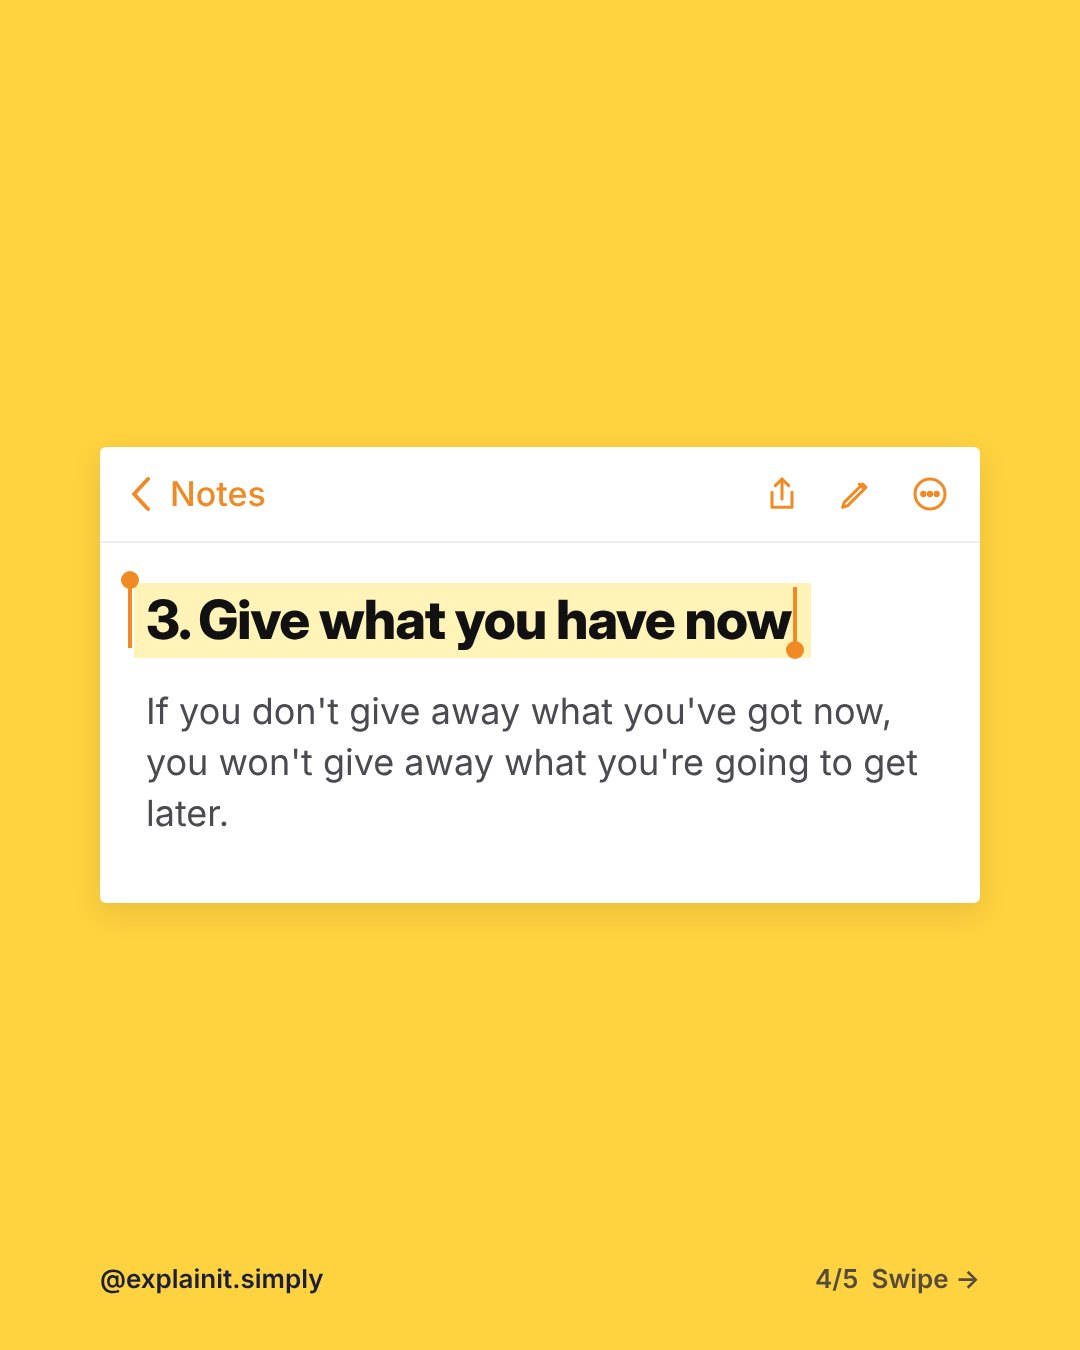 Notes
3. Give what you have now
If you don't give away what you've got now,
you won't give away what you're going to get
later.
@explainit.simply
4/5 Swipe →